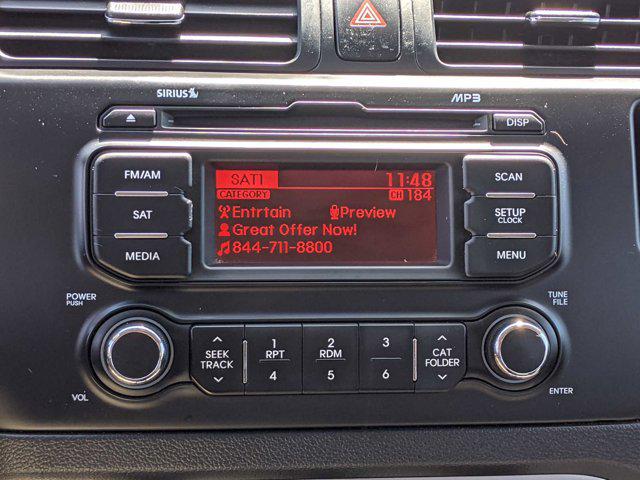 SIRIUS
MP3
DISP
FM/AM
SAT
MEDIA
SAT1 11:48
CATEGORY CH 184
Entrtain Preview
Great Offer Now!
844-711-8800
SCAN
SETUP
CLOCK
MENU
POWER
PUSH
VOL
SEEK
TRACK
1
RPT
4
2
RDM
5
3
6
CAT
FOLDER
TUNE
FILE
ENTER